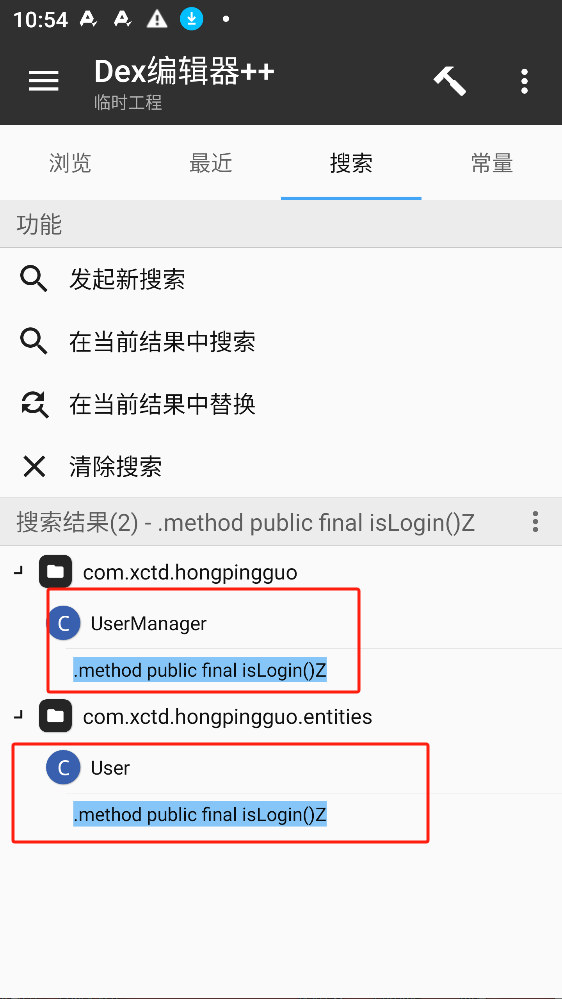 10:54
Dex编辑器++
临时工程
浏览 最近 搜索 常量
功能
发起新搜索
在当前结果中搜索
在当前结果中替换
清除搜索
搜索结果(2) - .method public final isLogin()Z
com.xctd.hongpingguo
C UserManager
.method public final isLogin()Z
com.xctd.hongpingguo.entities
C User
.method public final isLogin()Z